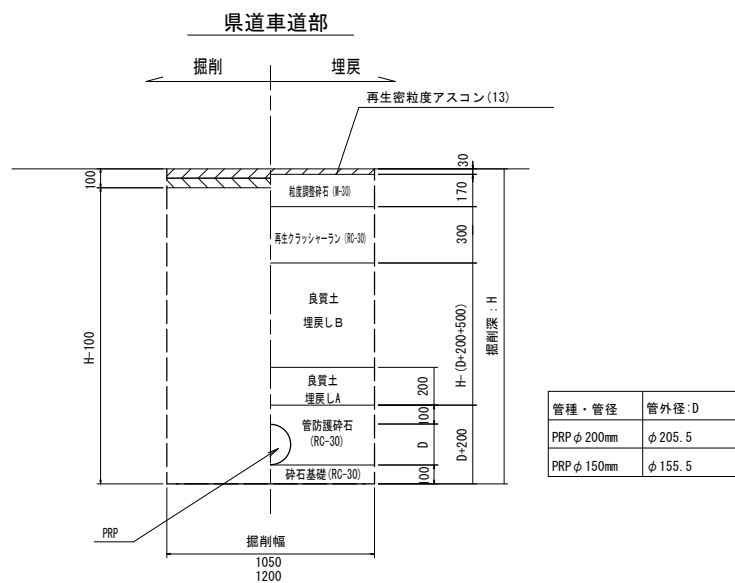 県道車道部
掘削
埋戻
再生密粒度アスコン(13)
100
30
粒度調整砕石(M-30)
170
再生クラッシャーラン(RC-30)
300
良質土
埋戻しB
H-100
H-(D+200+500)
掘削深：H
良質土
埋戻しA
200
管防護砕石
(RC-30)
100
D
D+200
砕石基礎(RC-30)
100
PRP
掘削幅
1050
1200
管種・管径 管外径:D
PRPφ200mm φ205.5
PRPφ150mm φ155.5